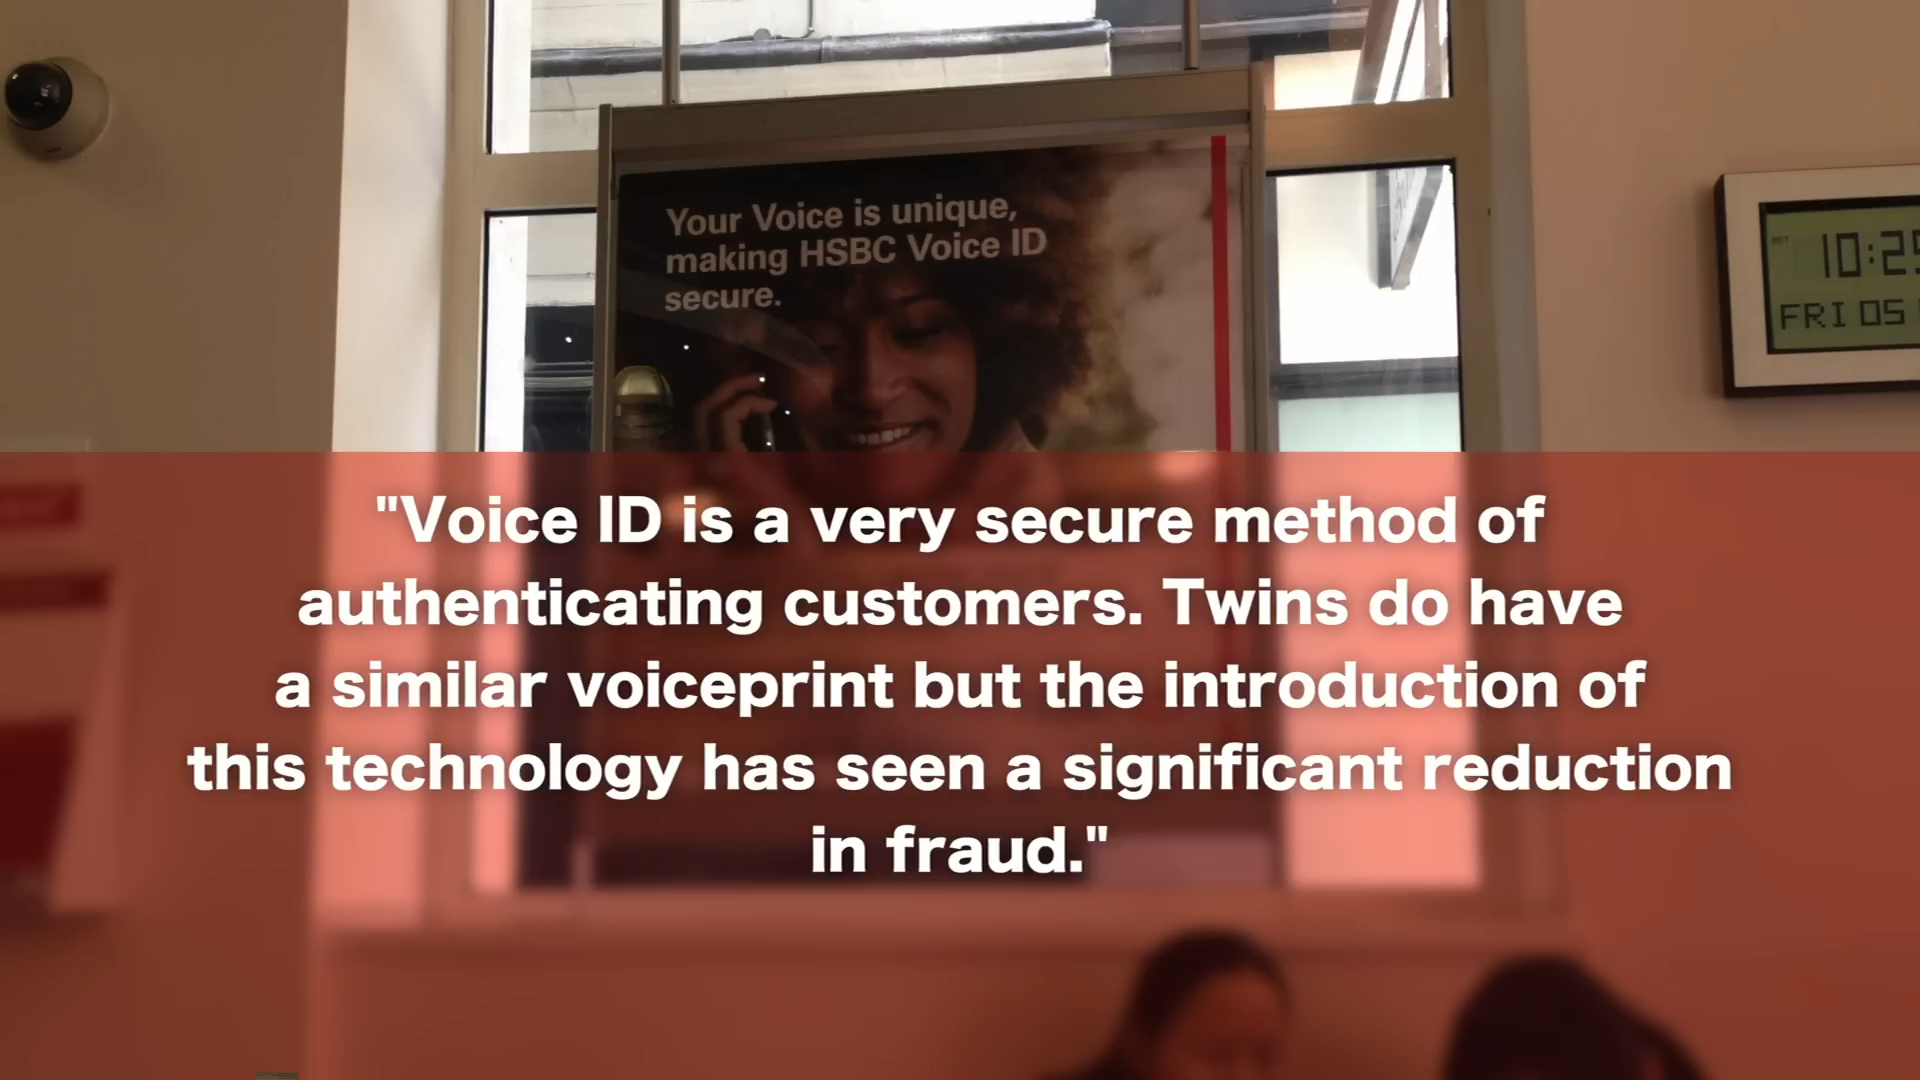 Your Voice is unique,
making HSBC Voice ID
secure.
10:25
FRI 05
"Voice ID is a very secure method of
authenticating customers. Twins do have
a similar voiceprint but the introduction of
this technology has seen a significant reduction
in fraud."